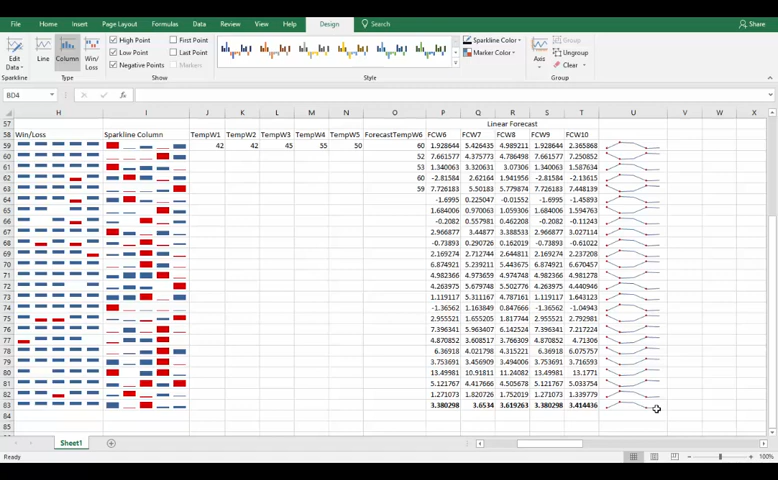 File Home Insert Page Layout Formulas Data Review View Help Design Search Share
Edit Data Line Column Win/Loss High Point First Point Low Point Last Point Negative Points Markers Sparkline Color Marker Color Axis Group Ungroup Clear
Sparkline Type Show Style Group
BD4 fx
H I J K L M N O P Q R S T U V W X
57 Linear Forecast
58 Win/Loss Sparkline Column TempW1 TempW2 TempW3 TempW4 TempW5 ForecastTempW6 FCW6 FCW7 FCW8 FCW9 FCW10
59 42 42 45 55 50 60 1.928644 5.426435 4.989211 1.928644 2.365868
60 52 7.661577 4.375773 4.786498 7.661577 7.250852
61 53 1.340063 3.320631 3.07306 1.340063 1.587634
62 60 -2.81584 2.62164 1.941956 -2.81584 -2.13615
63 59 7.726183 5.50183 5.779874 7.726183 7.448139
64 -1.6995 0.225047 -0.01552 -1.6995 -1.45893
65 1.684006 0.970063 1.059306 1.684006 1.594763
66 -0.2082 0.557981 0.462208 -0.2082 -0.11243
67 2.966877 3.44877 3.388533 2.966877 3.027114
68 -0.73893 0.290726 0.162019 -0.73893 -0.61022
69 2.169274 2.712724 2.644811 2.169274 2.237208
70 6.874921 5.239211 5.443675 6.874921 6.670457
71 4.982366 4.973659 4.974748 4.982366 4.981278
72 4.263975 5.679248 5.502776 4.263975 4.440946
73 1.119117 5.311167 4.787161 1.119117 1.643123
74 -1.36562 1.163549 0.847666 -1.36562 -1.04943
75 2.955521 1.655205 1.817744 2.955521 2.792981
76 7.396341 5.963407 6.142524 7.396341 7.217224
77 4.870852 3.608517 3.766309 4.870852 4.71306
78 6.36918 4.021798 4.315221 6.36918 6.075757
79 3.753691 3.456909 3.494007 3.753691 3.716593
80 13.49981 10.92811 11.24957 13.49981 13.1771
81 5.121767 4.417666 4.505678 5.121767 5.033754
82 1.271073 1.820752 1.752019 1.271073 1.339779
83 3.380298 3.6534 3.619263 3.380298 3.414436
84
85
Sheet1
Ready 100%